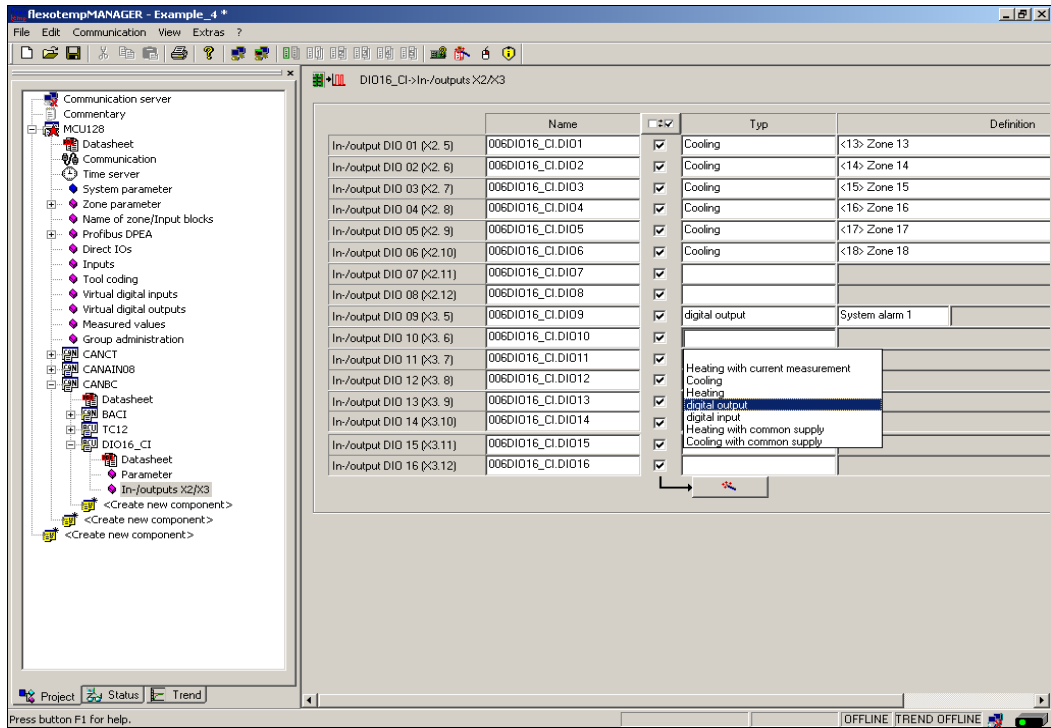 flexotempMANAGER - Example_4 *
File Edit Communication View Extras ?
DIO16_CI->In-/outputs X2/X3
Communication server
Commentary
MCU128
Datasheet
Communication
Time server
System parameter
Zone parameter
Name of zone/Input blocks
Profibus DPEA
Direct IOs
Inputs
Tool coding
Virtual digital inputs
Virtual digital outputs
Measured values
Group administration
CANCT
CANAIN08
CANBC
Datasheet
BACI
TC12
DIO16_CI
Datasheet
Parameter
In-/outputs X2/X3
<Create new component>
<Create new component>
<Create new component>
Name Typ Definition
In-/output DIO 01 (X2. 5) 006DIO16_CI.DIO1 Cooling <13> Zone 13
In-/output DIO 02 (X2. 6) 006DIO16_CI.DIO2 Cooling <14> Zone 14
In-/output DIO 03 (X2. 7) 006DIO16_CI.DIO3 Cooling <15> Zone 15
In-/output DIO 04 (X2. 8) 006DIO16_CI.DIO4 Cooling <16> Zone 16
In-/output DIO 05 (X2. 9) 006DIO16_CI.DIO5 Cooling <17> Zone 17
In-/output DIO 06 (X2.10) 006DIO16_CI.DIO6 Cooling <18> Zone 18
In-/output DIO 07 (X2.11) 006DIO16_CI.DIO7
In-/output DIO 08 (X2.12) 006DIO16_CI.DIO8
In-/output DIO 09 (X3. 5) 006DIO16_CI.DIO9 digital output System alarm 1
In-/output DIO 10 (X3. 6) 006DIO16_CI.DIO10
In-/output DIO 11 (X3. 7) 006DIO16_CI.DIO11
In-/output DIO 12 (X3. 8) 006DIO16_CI.DIO12
In-/output DIO 13 (X3. 9) 006DIO16_CI.DIO13
In-/output DIO 14 (X3.10) 006DIO16_CI.DIO14
In-/output DIO 15 (X3.11) 006DIO16_CI.DIO15
In-/output DIO 16 (X3.12) 006DIO16_CI.DIO16
Heating with current measurement
Cooling
Heating
digital output
digital input
Heating with common supply
Cooling with common supply
Project Status Trend
Press button F1 for help.
OFFLINE TREND OFFLINE